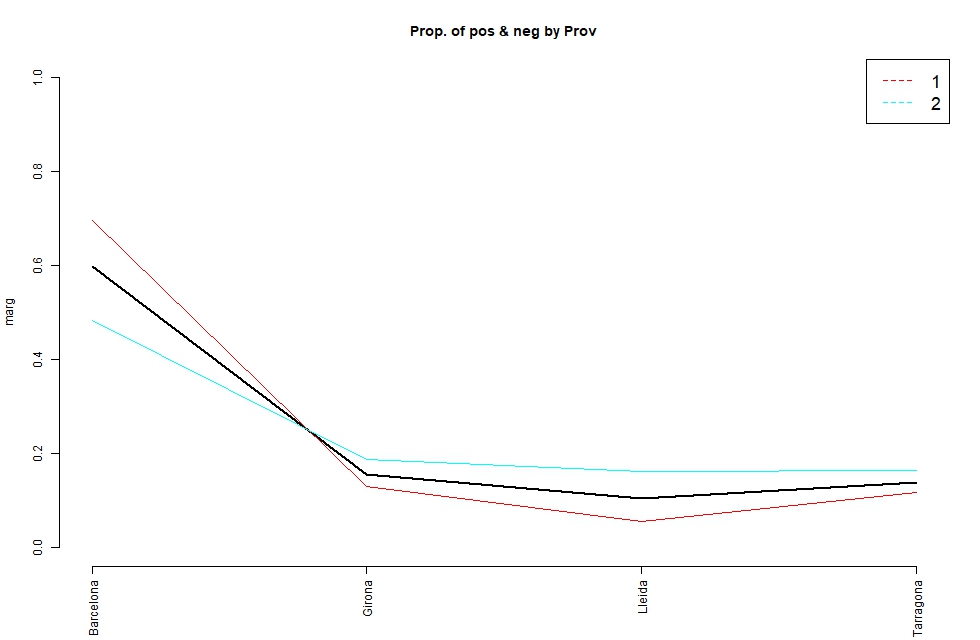 Prop. of pos & neg by Prov
1
2
marg
1.0
0.8
0.6
0.4
0.2
0.0
Barcelona
Girona
Lleida
Tarragona